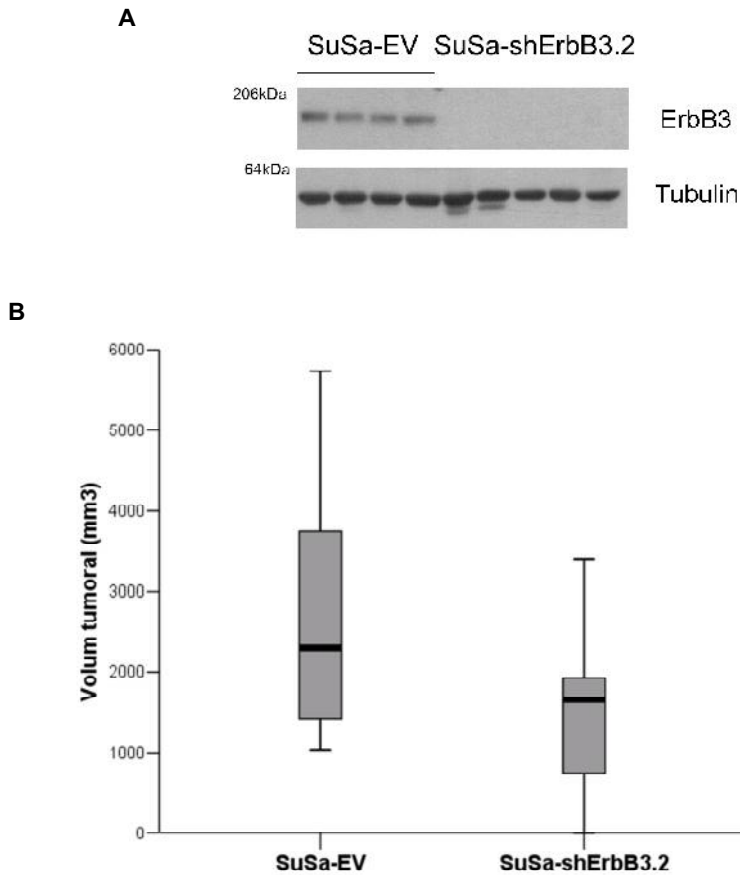 A
SuSa-EV SuSa-shErbB3.2
206kDa
ErbB3
64kDa
Tubulin
B
6000
5000
4000
3000
2000
1000
0
Volum tumoral (mm3)
SuSa-EV SuSa-shErbB3.2